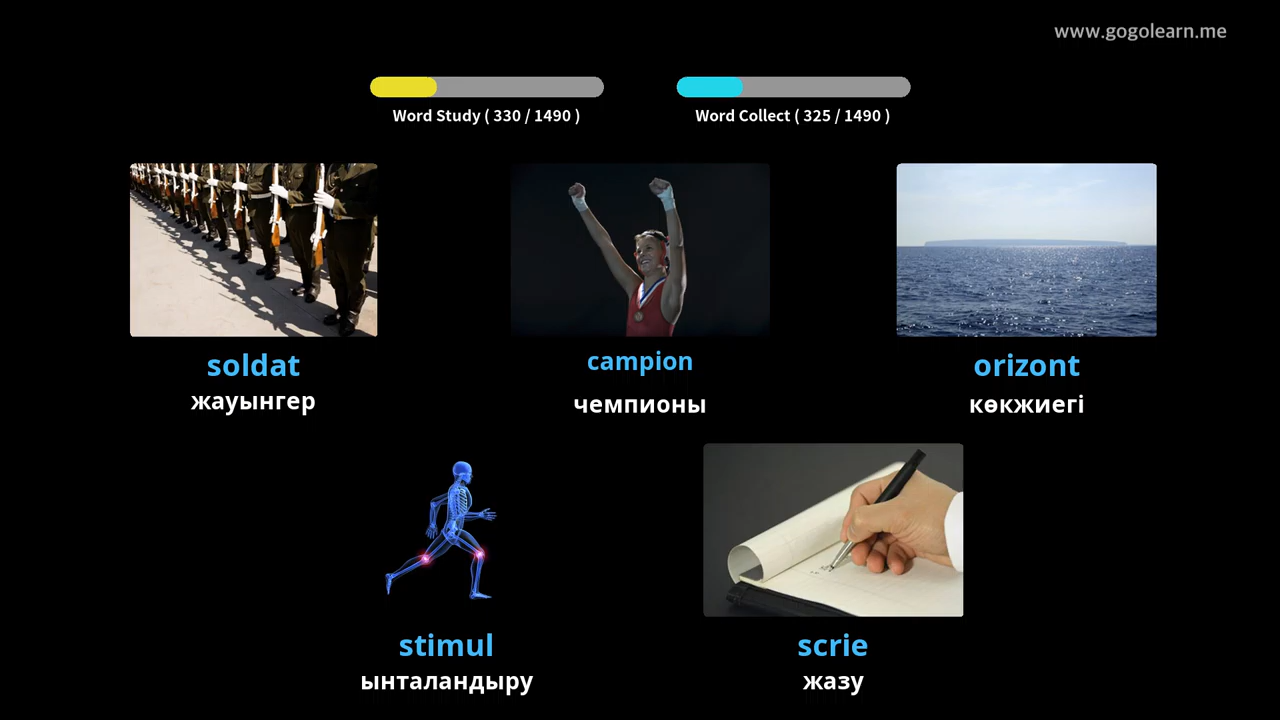 www.gogolearn.me
Word Study ( 330 / 1490 )
Word Collect ( 325 / 1490 )
soldat
жауынгер
campion
чемпионы
orizont
көкжиегі
stimul
ынталандыру
scrie
жазу